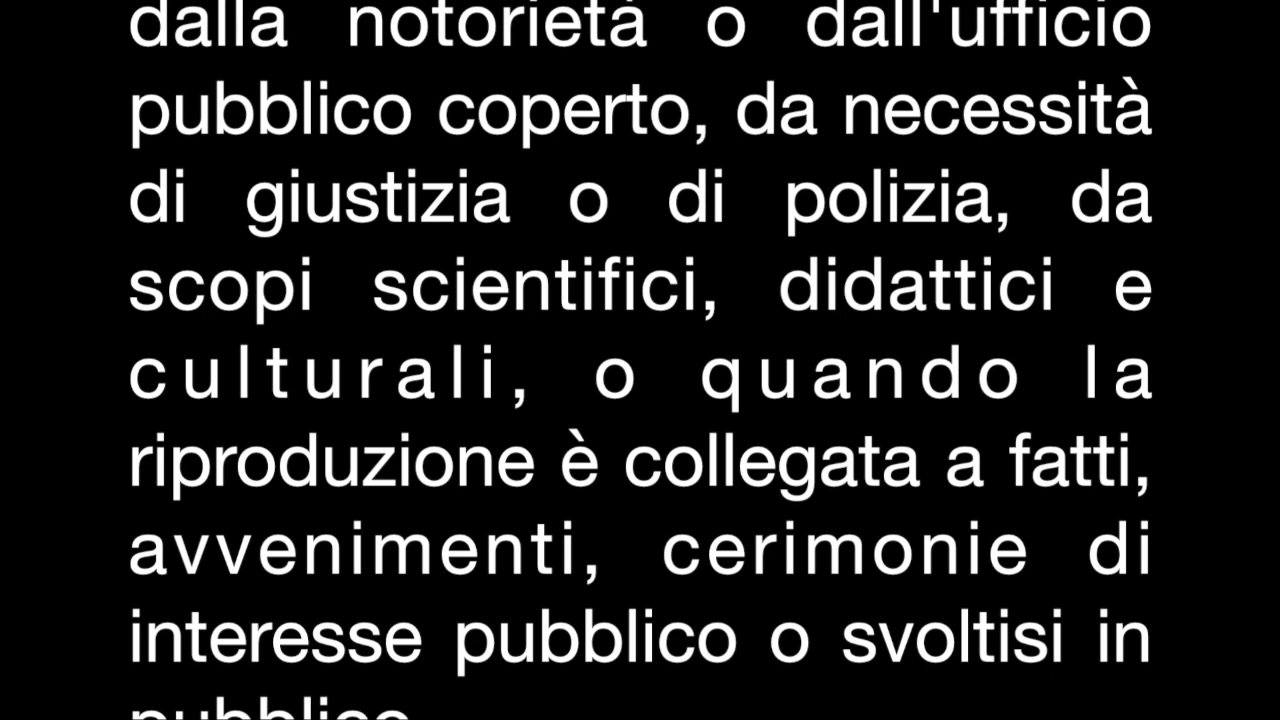 dalla notorietà o dall'ufficio
pubblico coperto, da necessità
di giustizia o di polizia, da
scopi scientifici, didattici e
culturali, o quando la
riproduzione è collegata a fatti,
avvenimenti, cerimonie di
interesse pubblico o svoltisi in
pubblico